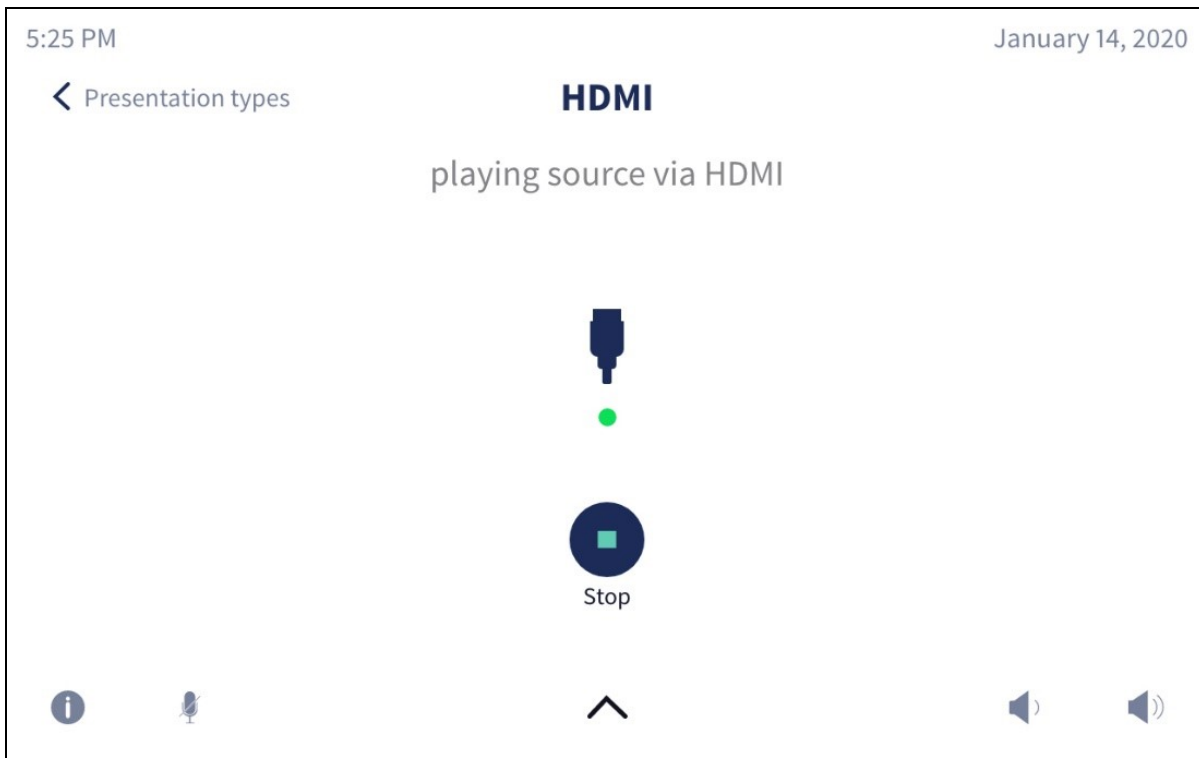 5:25 PM January 14, 2020
Presentation types HDMI
playing source via HDMI
Stop